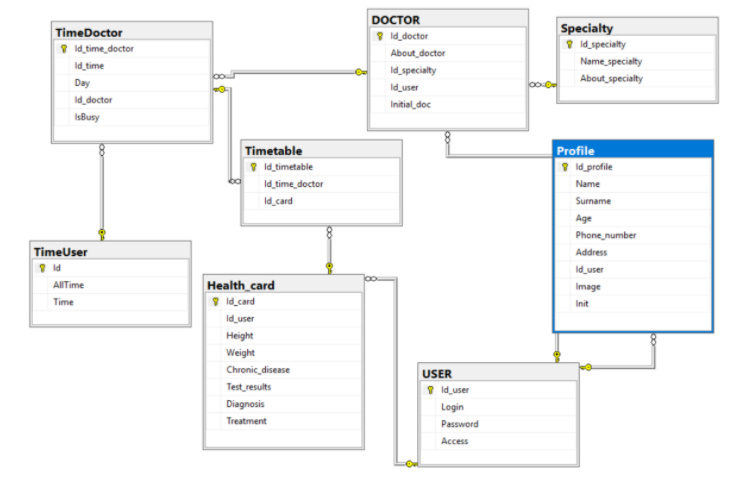 TimeDoctor
Id_time_doctor
Id_time
Day
Id_doctor
IsBusy
DOCTOR
Id_doctor
About_doctor
Id_specialty
Id_user
Initial_doc
Specialty
Id_specialty
Name_specialty
About_specialty
Timetable
Id_timetable
Id_time_doctor
Id_card
Profile
Id_profile
Name
Surname
Age
Phone_number
Address
Id_user
Image
Init
TimeUser
Id
AllTime
Time
Health_card
Id_card
Id_user
Height
Weight
Chronic_disease
Test_results
Diagnosis
Treatment
USER
Id_user
Login
Password
Access